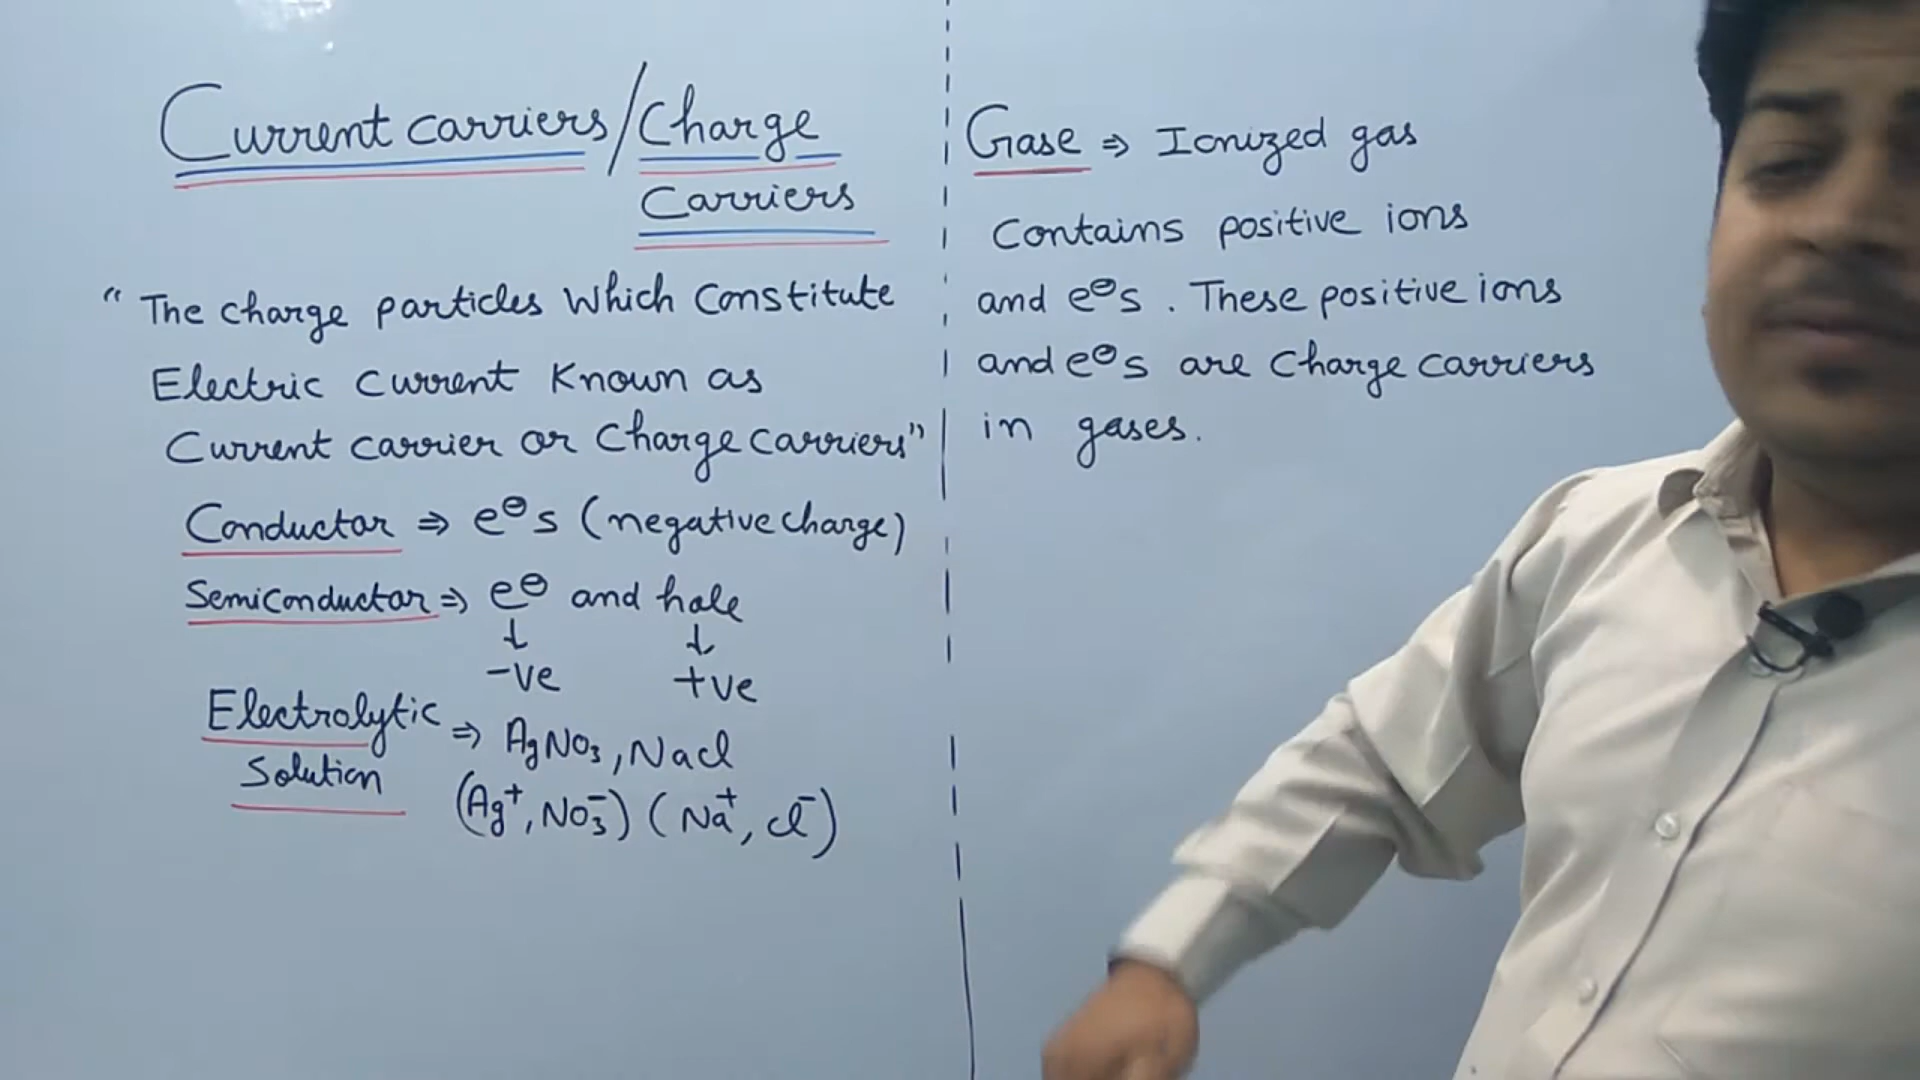 Current carriers/Charge
Carriers
“ The charge particles which constitute
Electric current known as
Current carrier or Charge carriers”
Conductor ⇒ e⊖s (negative charge)
Semiconductor ⇒ e⊖ and hole
↓ ↓
-ve +ve
Electrolytic ⇒ AgNO₃, NaCl
Solution
(Ag⁺, NO₃⁻) (Na⁺, Cl⁻)
Gase ⇒ Ionized gas
Contains positive ions
and e⊖s. These positive ions
and e⊖s are charge carriers
in gases.